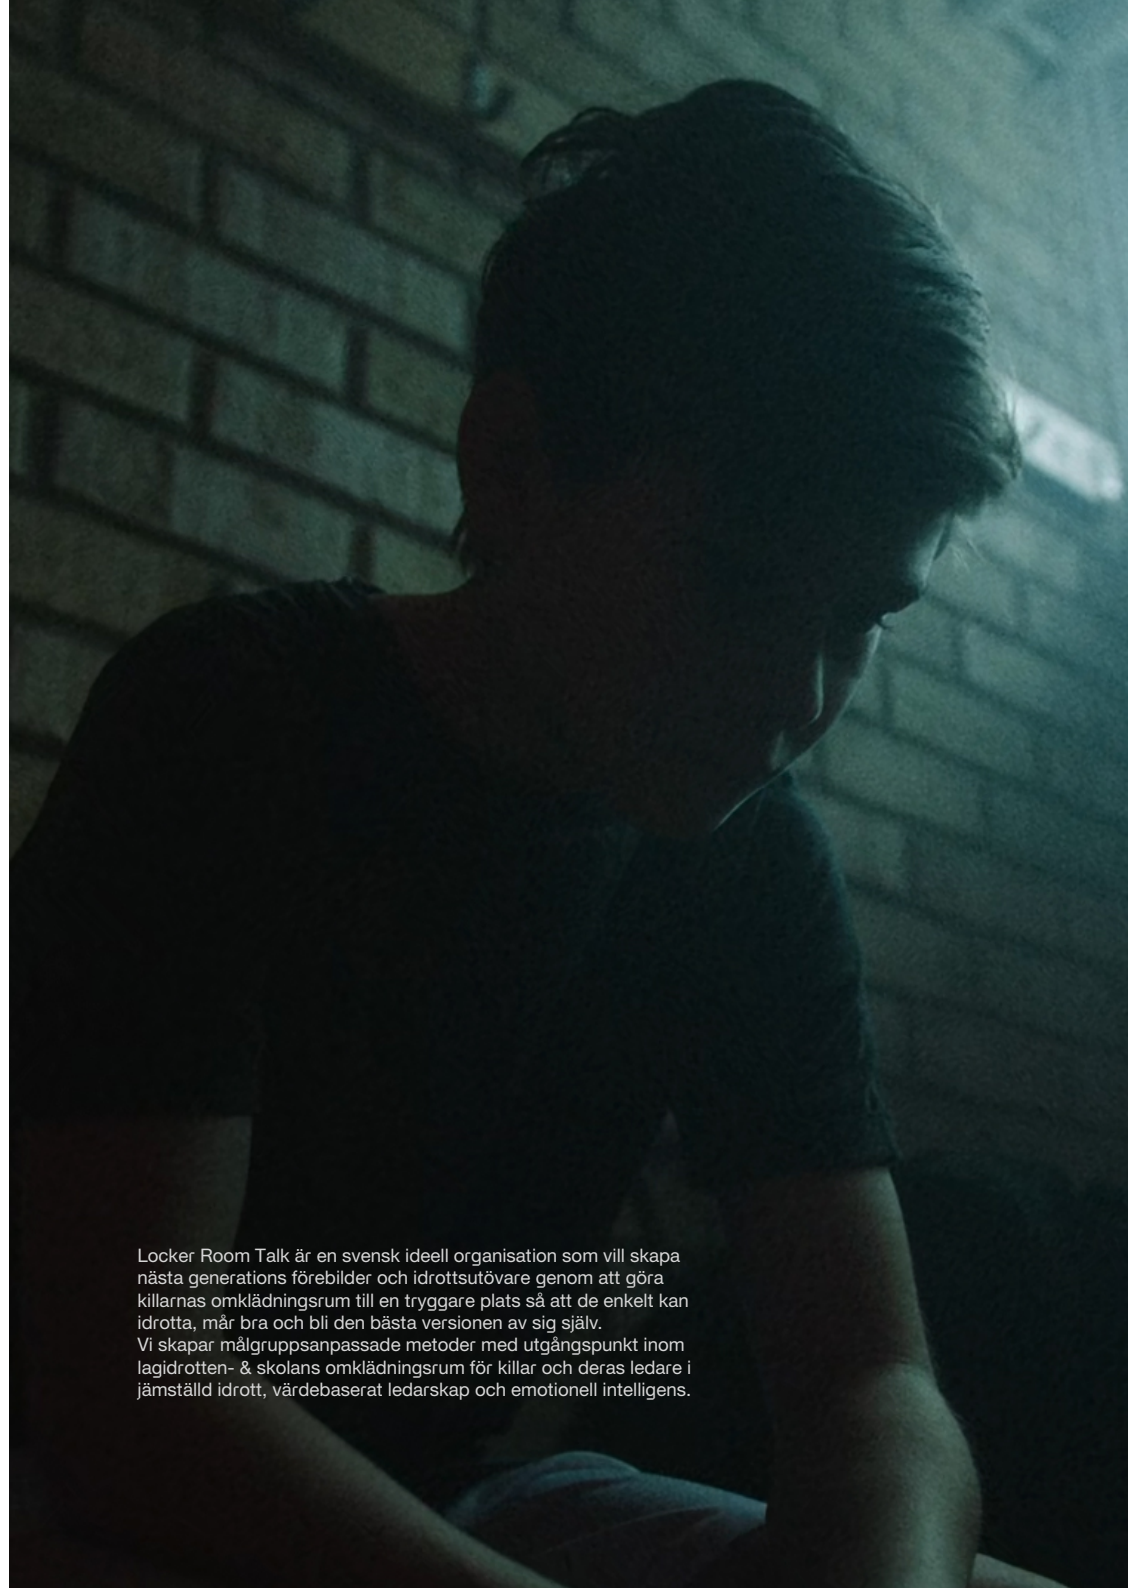 Locker Room Talk är en svensk ideell organisation som vill skapa
nästa generations förebilder och idrottsutövare genom att göra
killarnas omklädningsrum till en tryggare plats så att de enkelt kan
idrotta, mår bra och bli den bästa versionen av sig själv.
Vi skapar målgruppsanpassade metoder med utgångspunkt inom
lagidrotten- & skolans omklädningsrum för killar och deras ledare i
jämställd idrott, värdebaserat ledarskap och emotionell intelligens.